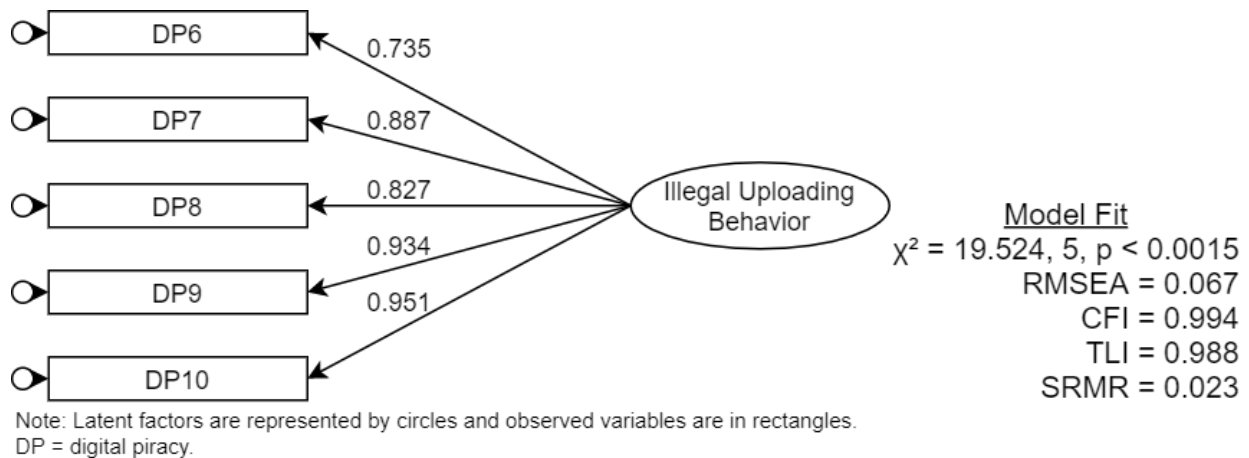 DP6
0.735
DP7
0.887
DP8
0.827
DP9
0.934
DP10
0.951
Illegal Uploading
Behavior
Model Fit
χ² = 19.524, 5, p < 0.0015
RMSEA = 0.067
CFI = 0.994
TLI = 0.988
SRMR = 0.023
Note: Latent factors are represented by circles and observed variables are in rectangles.
DP = digital piracy.